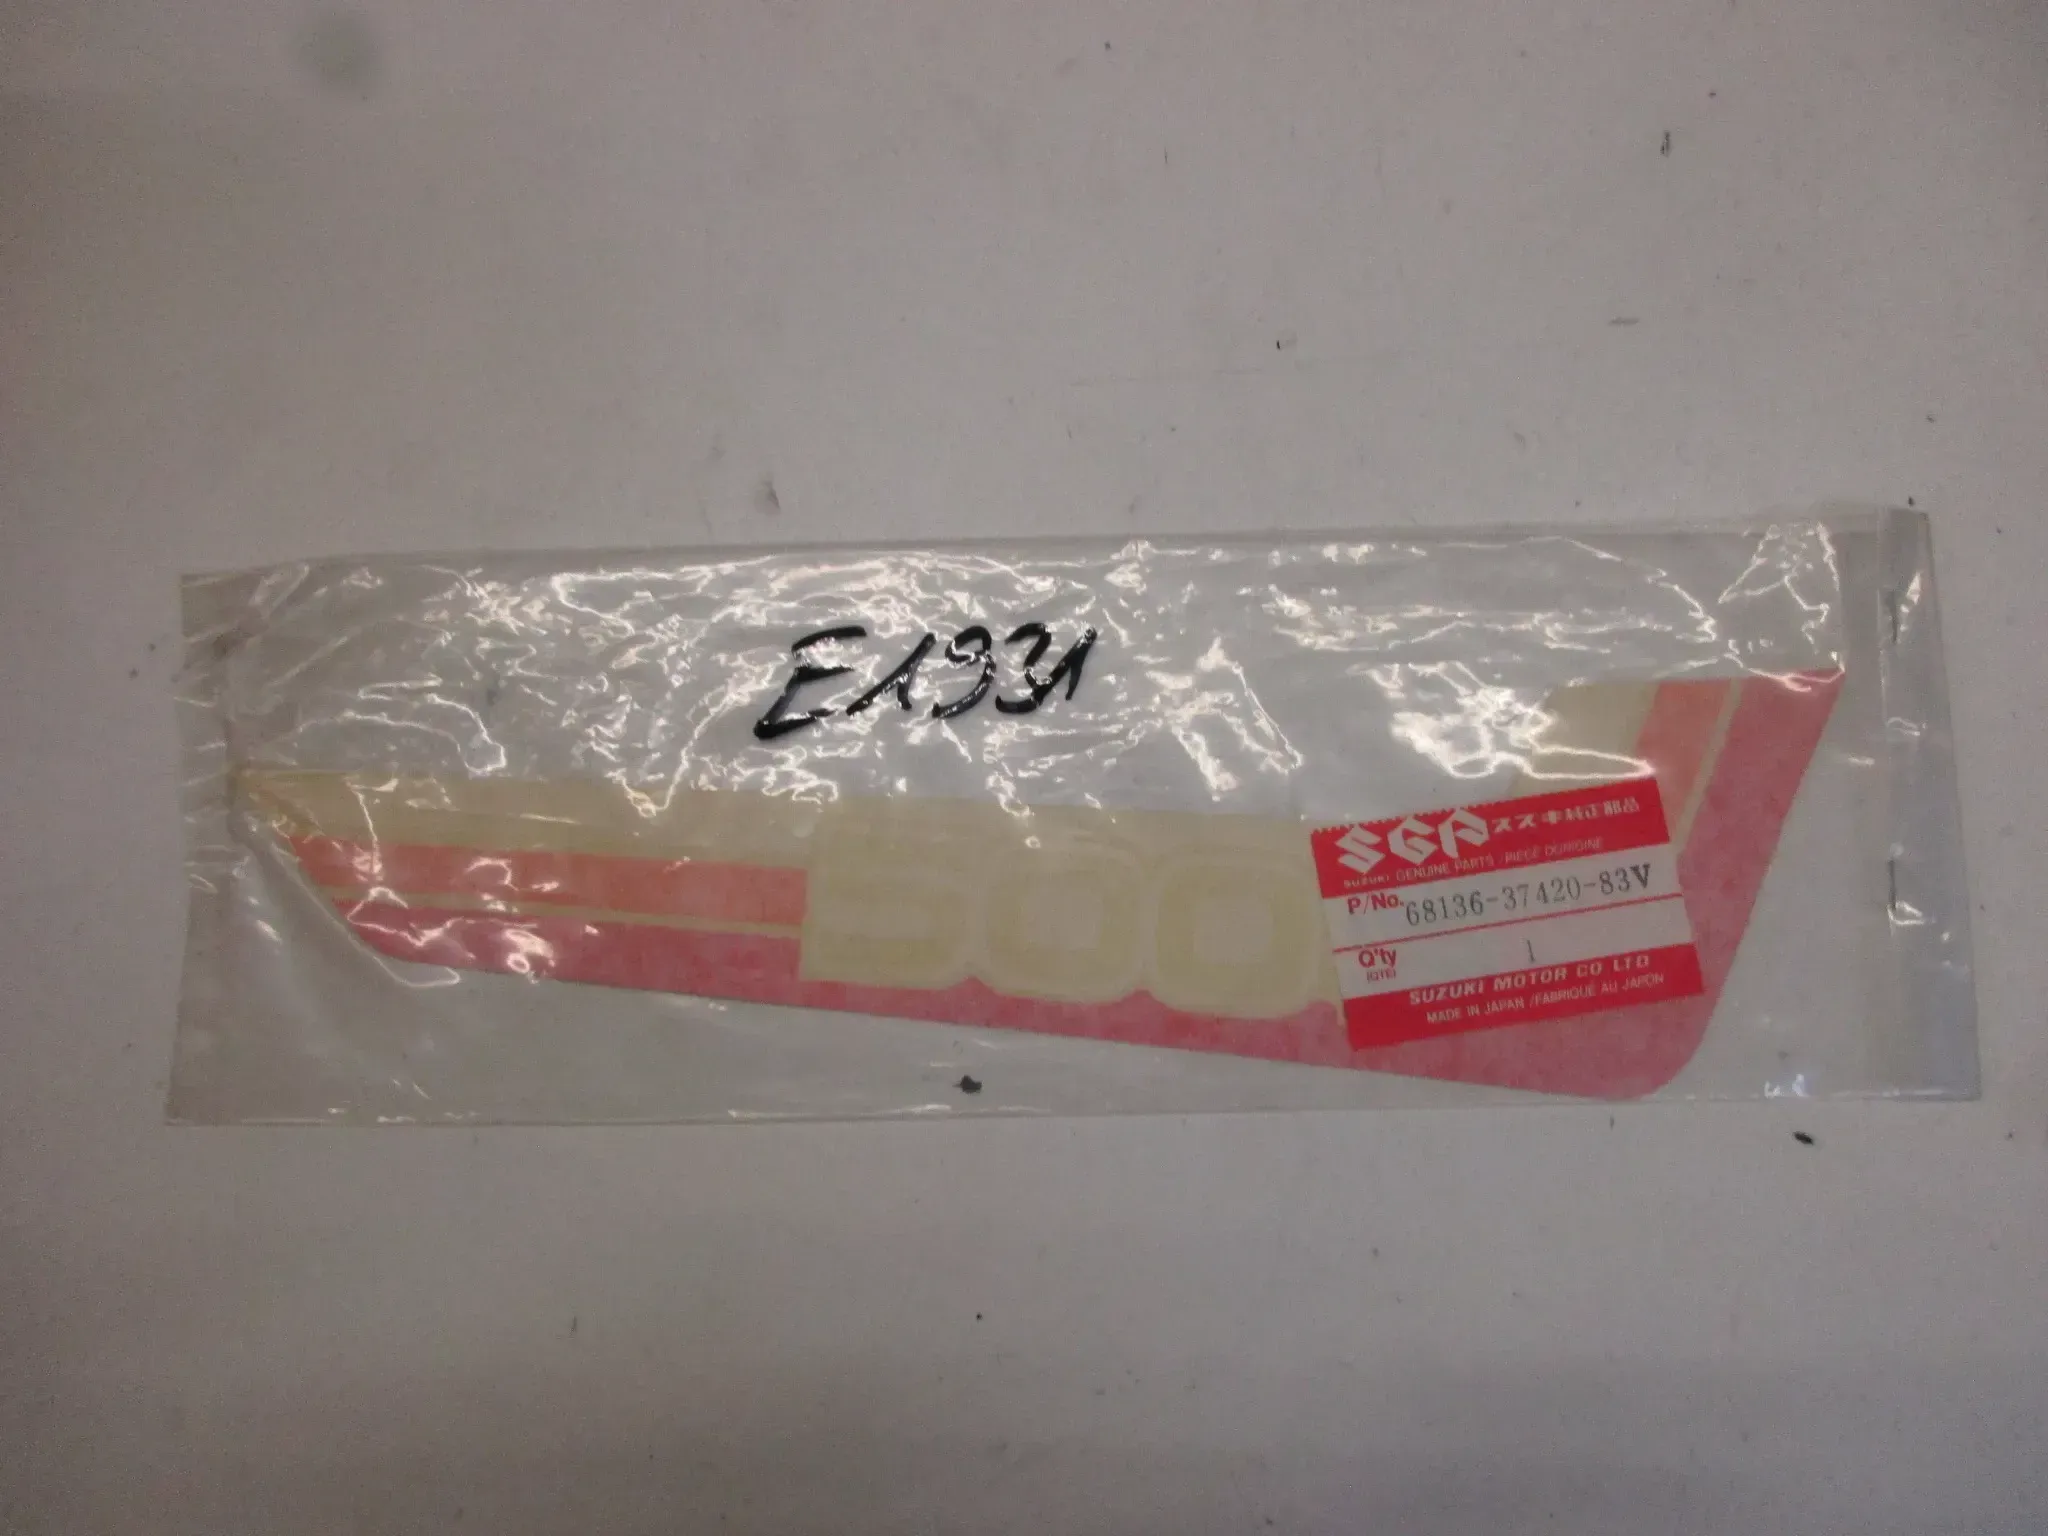 E1931
500
SGP スズキ純正部品
SUZUKI GENUINE PARTS / PIECE D'ORIGINE
P/No. 68136-37420-83V
Q'ty 1
(QTE)
SUZUKI MOTOR CO LTD
MADE IN JAPAN / FABRIQUÉ AU JAPON